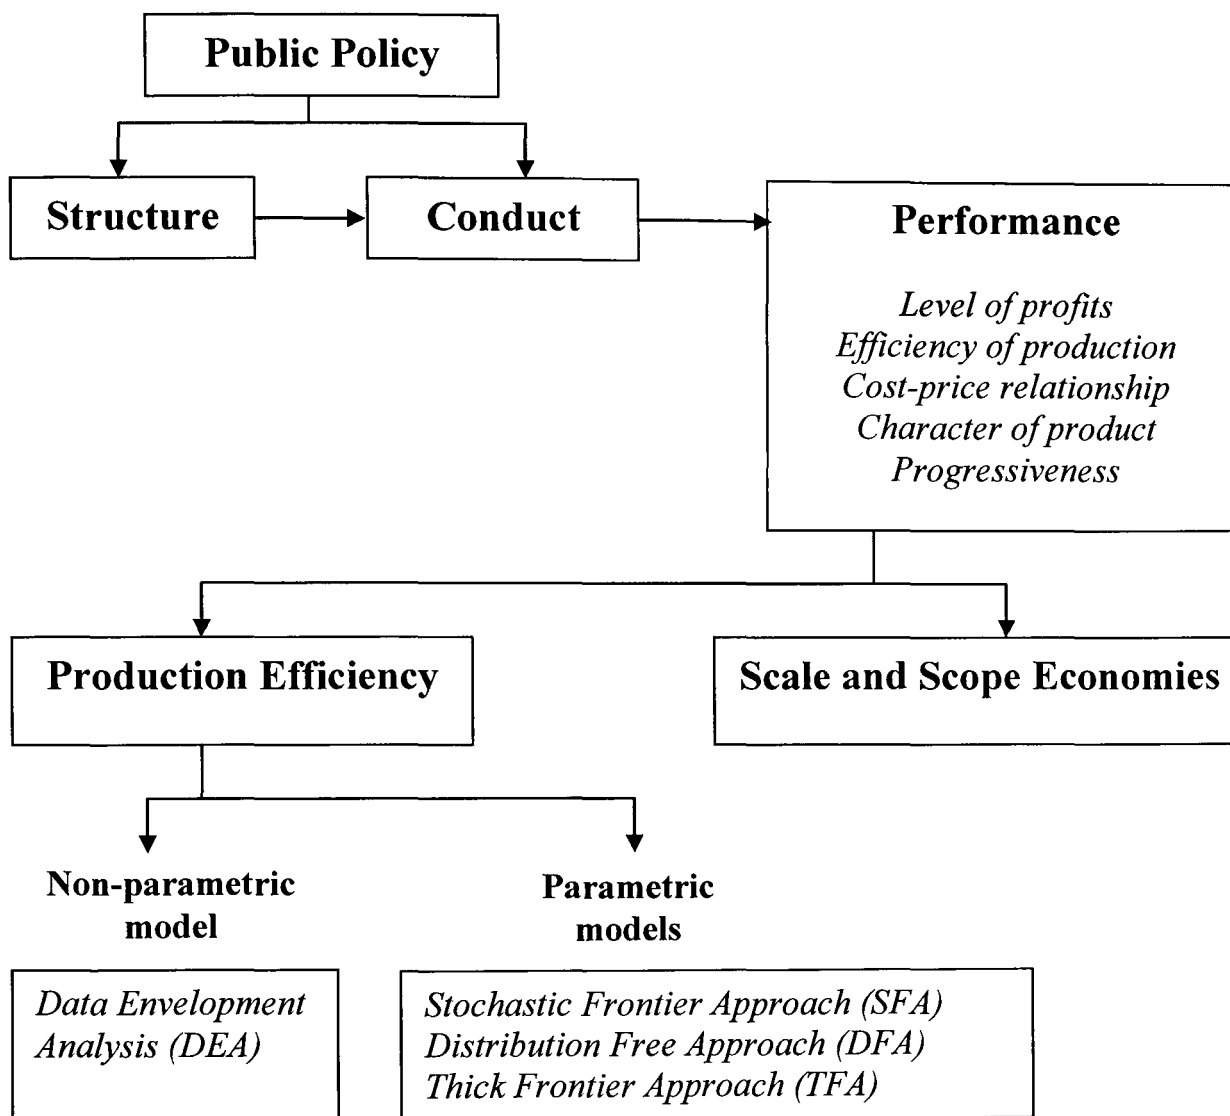 Public Policy
Structure
Conduct
Performance
Level of profits
Efficiency of production
Cost-price relationship
Character of product
Progressiveness
Production Efficiency
Scale and Scope Economies
Non-parametric
model
Parametric
models
Data Envelopment
Analysis (DEA)
Stochastic Frontier Approach (SFA)
Distribution Free Approach (DFA)
Thick Frontier Approach (TFA)